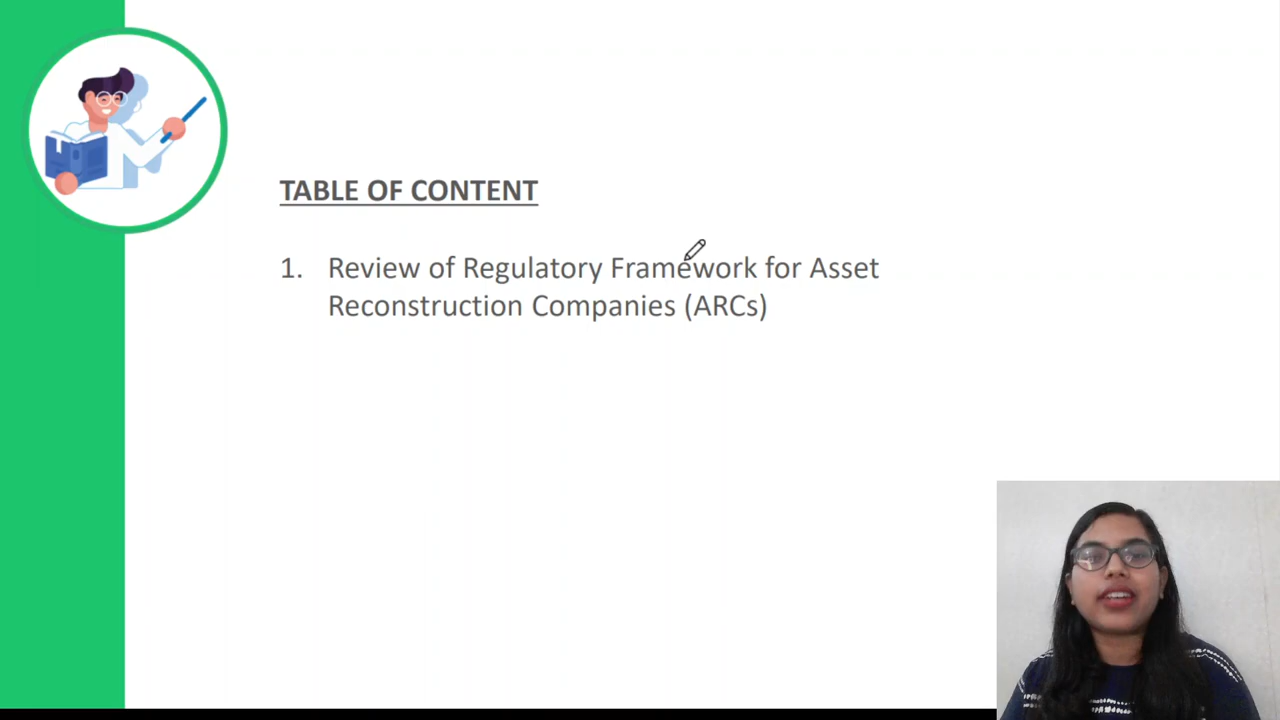 TABLE OF CONTENT
1. Review of Regulatory Framework for Asset
Reconstruction Companies (ARCs)